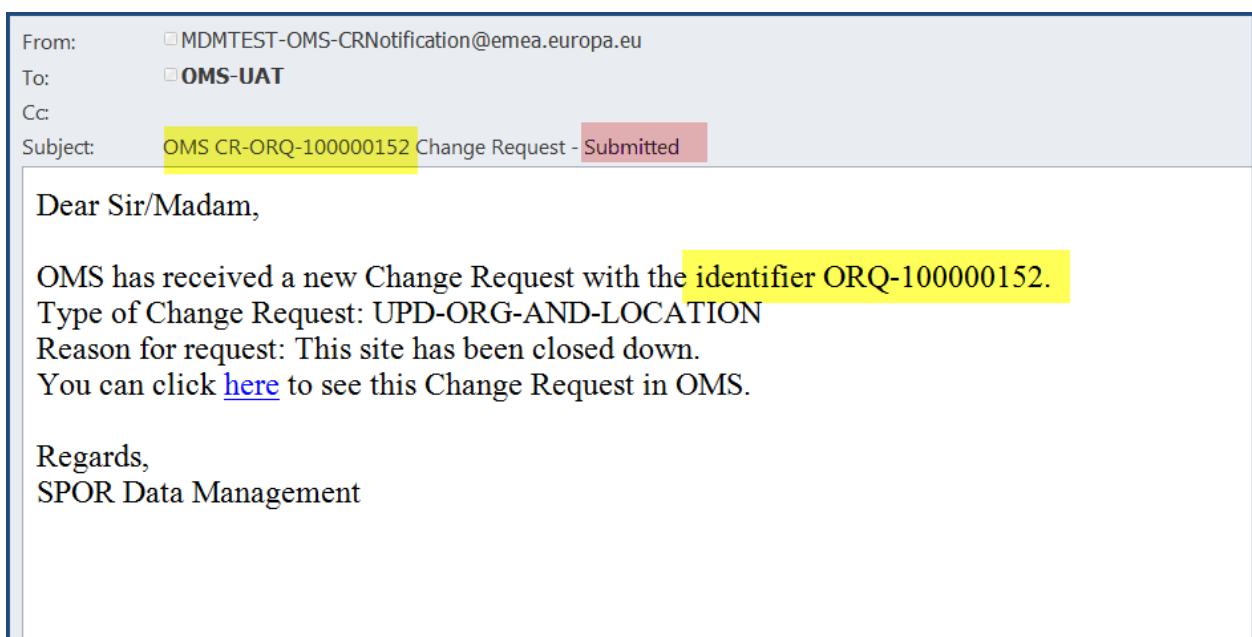 From: MDMTEST-OMS-CRNotification@emea.europa.eu
To: OMS-UAT
Cc:
Subject: OMS CR-ORQ-100000152 Change Request - Submitted
Dear Sir/Madam,
OMS has received a new Change Request with the identifier ORQ-100000152.
Type of Change Request: UPD-ORG-AND-LOCATION
Reason for request: This site has been closed down.
You can click here to see this Change Request in OMS.
Regards,
SPOR Data Management